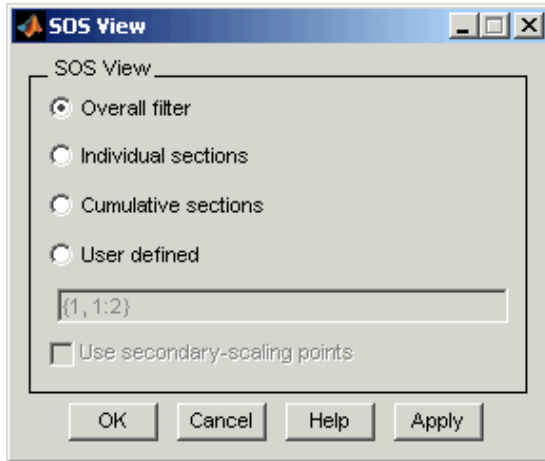 SOS View
SOS View
Overall filter
Individual sections
Cumulative sections
User defined
{1, 1:2}
Use secondary-scaling points
OK Cancel Help Apply